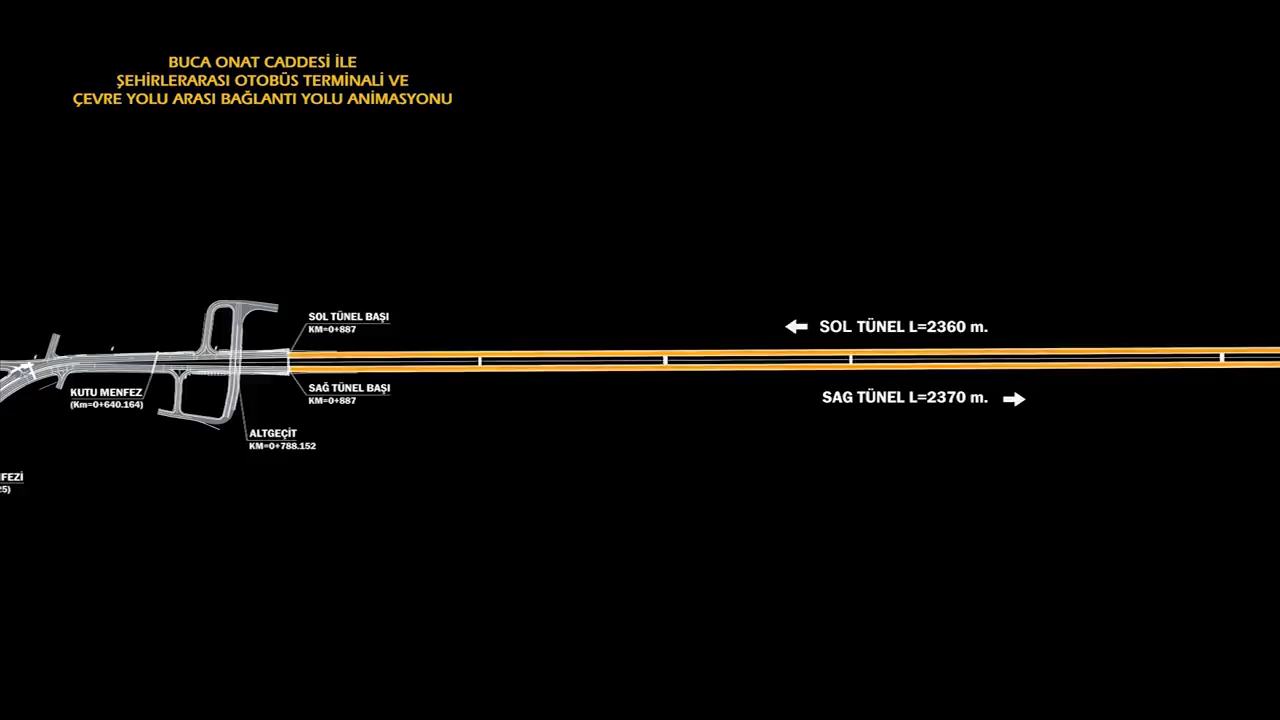 BUCA ONAT CADDESİ İLE
ŞEHİRLERARASI OTOBÜS TERMİNALİ VE
ÇEVRE YOLU ARASI BAĞLANTI YOLU ANİMASYONU
SOL TÜNEL BAŞI
KM=0+887
SOL TÜNEL L=2360 m.
KUTU MENFEZ
(Km=0+640.164)
SAĞ TÜNEL BAŞI
KM=0+887
SAG TÜNEL L=2370 m.
ALTGEÇİT
KM=0+788.152
FEZİ
25)